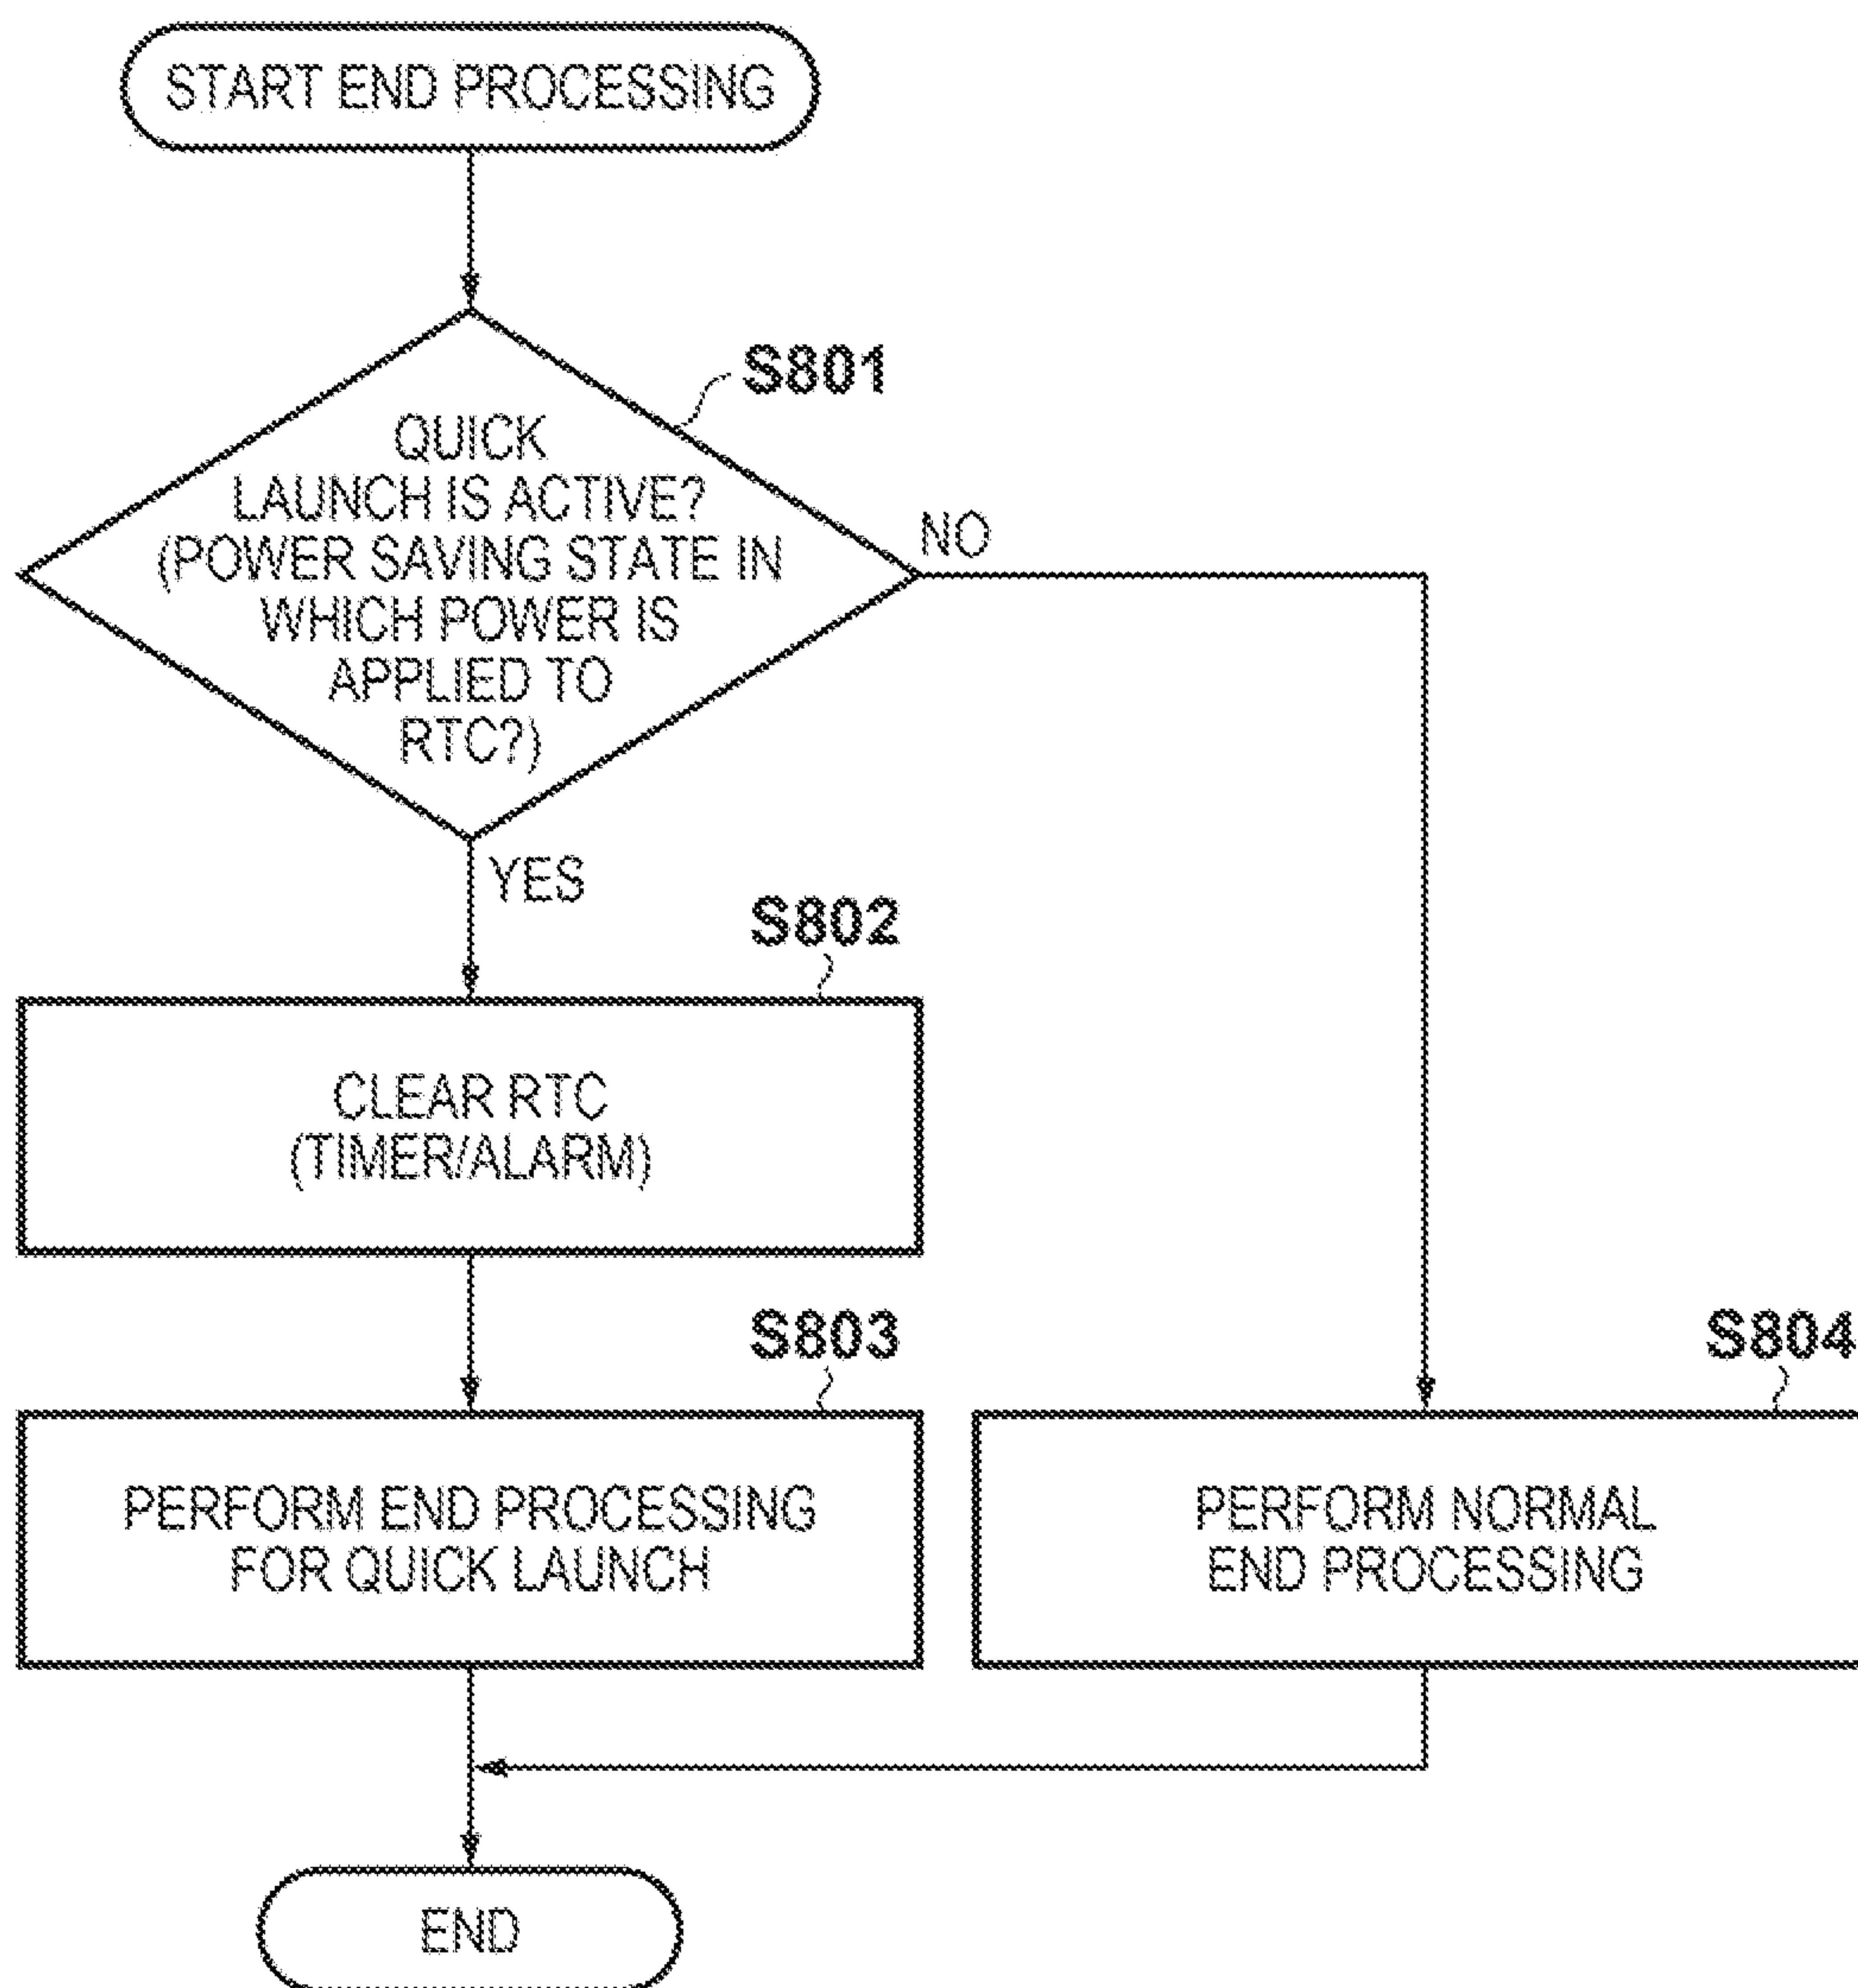 START END PROCESSING
S801
QUICK
LAUNCH IS ACTIVE?
(POWER SAVING STATE IN
WHICH POWER IS
APPLIED TO
RTC?)
NO
YES
S802
CLEAR RTC
(TIMER/ALARM)
S803
PERFORM END PROCESSING
FOR QUICK LAUNCH
S804
PERFORM NORMAL
END PROCESSING
END